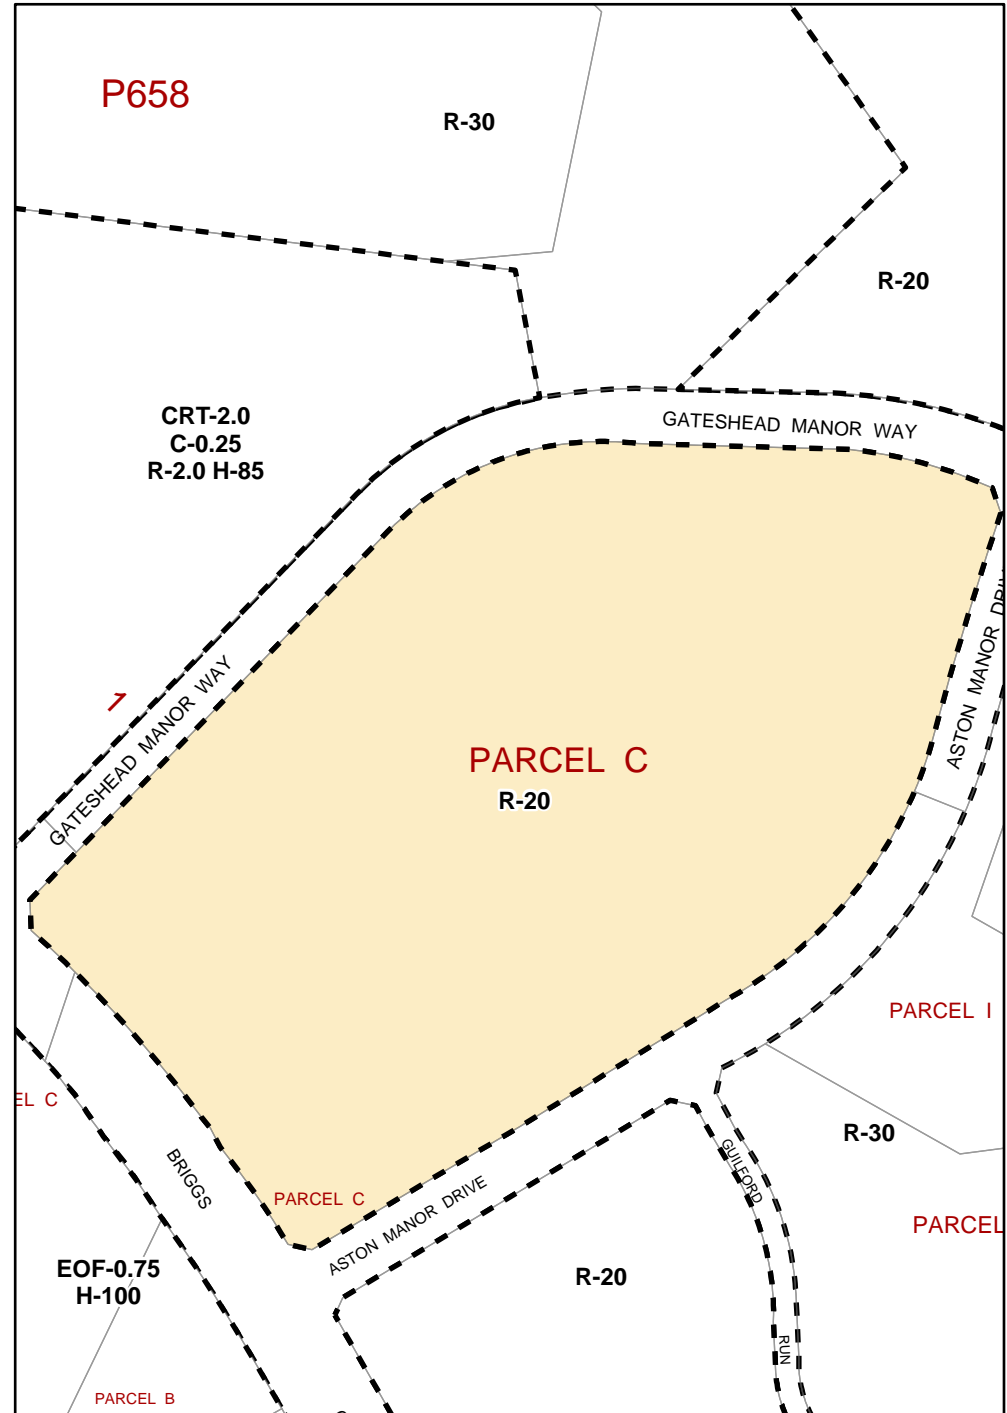 P658
R-30
R-20
CRT-2.0
C-0.25
R-2.0 H-85
GATESHEAD MANOR WAY
1
GATESHEAD MANOR WAY
ASTON MANOR
PARCEL C
R-20
PARCEL I
EL C
R-30
BRIGGS
GUILFORD
PARCEL C
ASTON MANOR DRIVE
PARCEL
EOF-0.75
H-100
R-20
RUN
PARCEL B